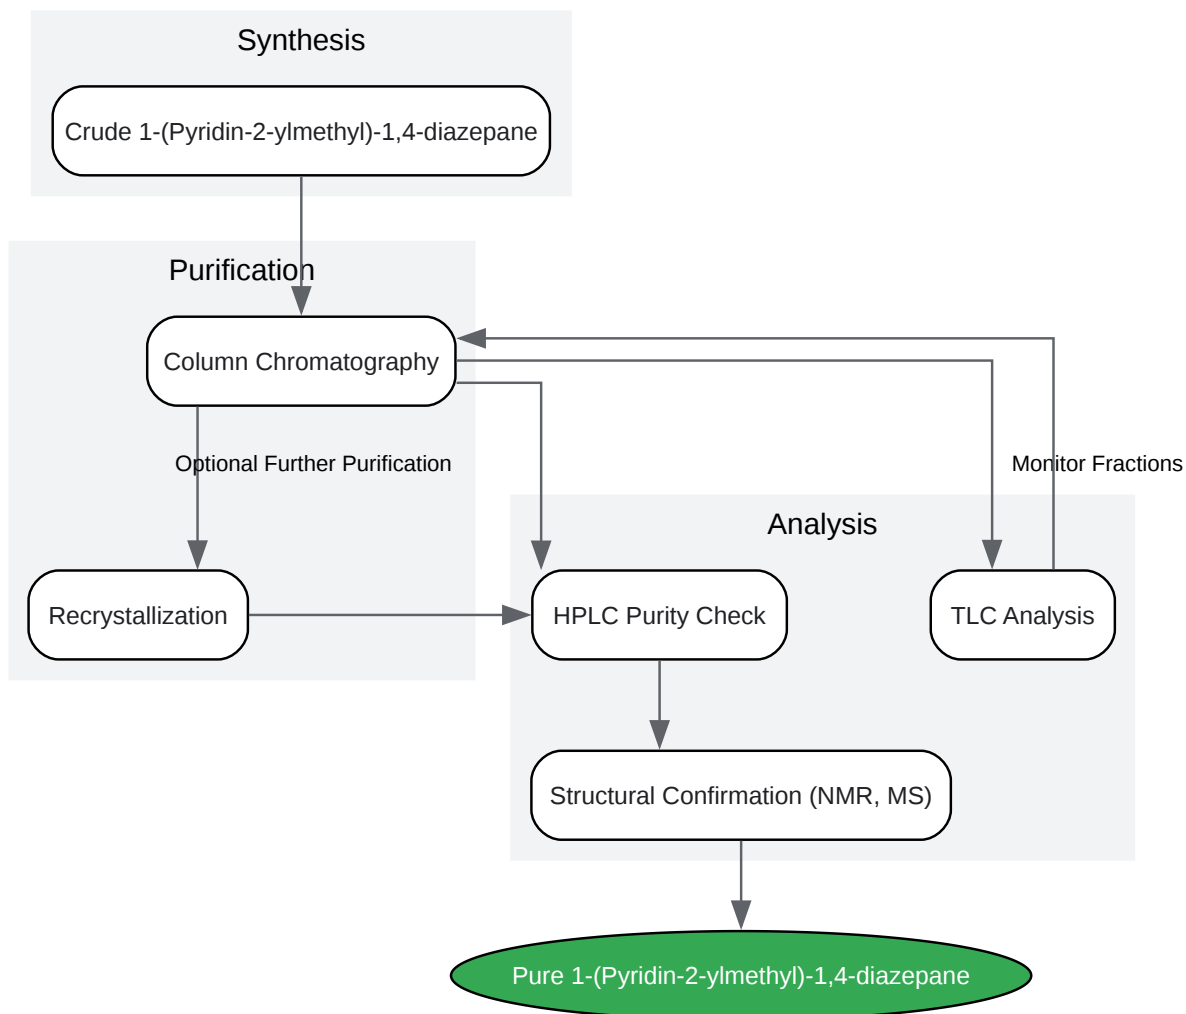 Synthesis
Crude 1-(Pyridin-2-ylmethyl)-1,4-diazepane
Purification
Column Chromatography
Optional Further Purification
Monitor Fractions
Analysis
Recrystallization
HPLC Purity Check
TLC Analysis
Structural Confirmation (NMR, MS)
Pure 1-(Pyridin-2-ylmethyl)-1,4-diazepane